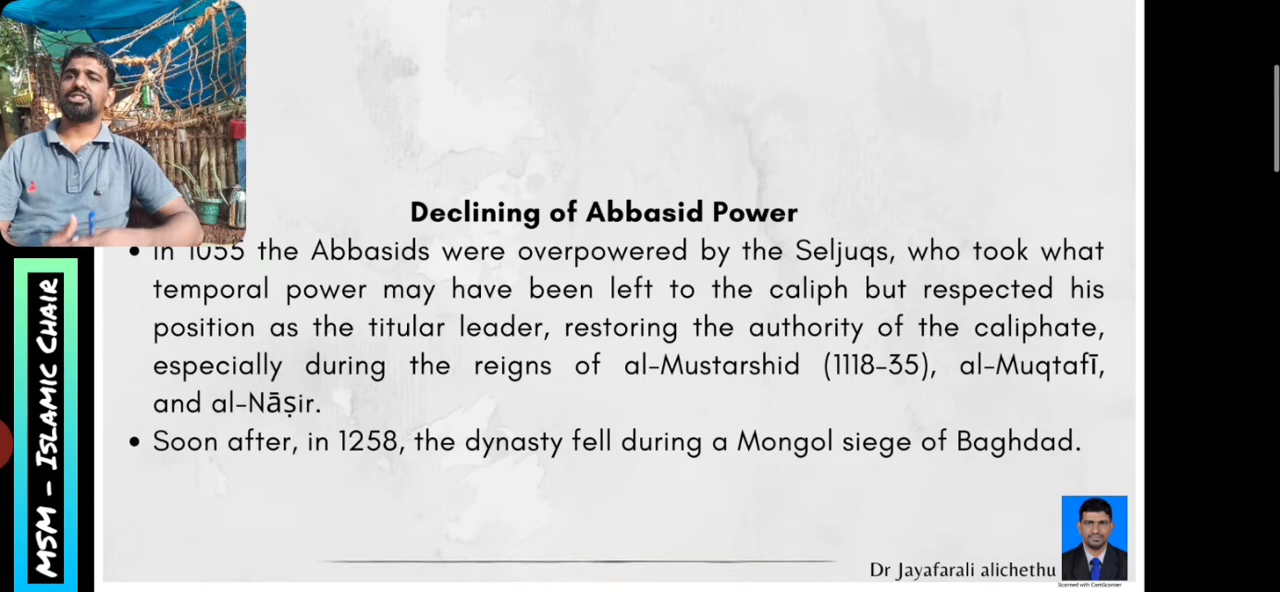 Declining of Abbasid Power
• In 1055 the Abbasids were overpowered by the Seljuqs, who took what
temporal power may have been left to the caliph but respected his
position as the titular leader, restoring the authority of the caliphate,
especially during the reigns of al-Mustarshid (1118-35), al-Muqtafī,
and al-Nāṣir.
• Soon after, in 1258, the dynasty fell during a Mongol siege of Baghdad.
MSM - Islamic Chair
Dr Jayafarali alichethu
Scanned with CamScanner